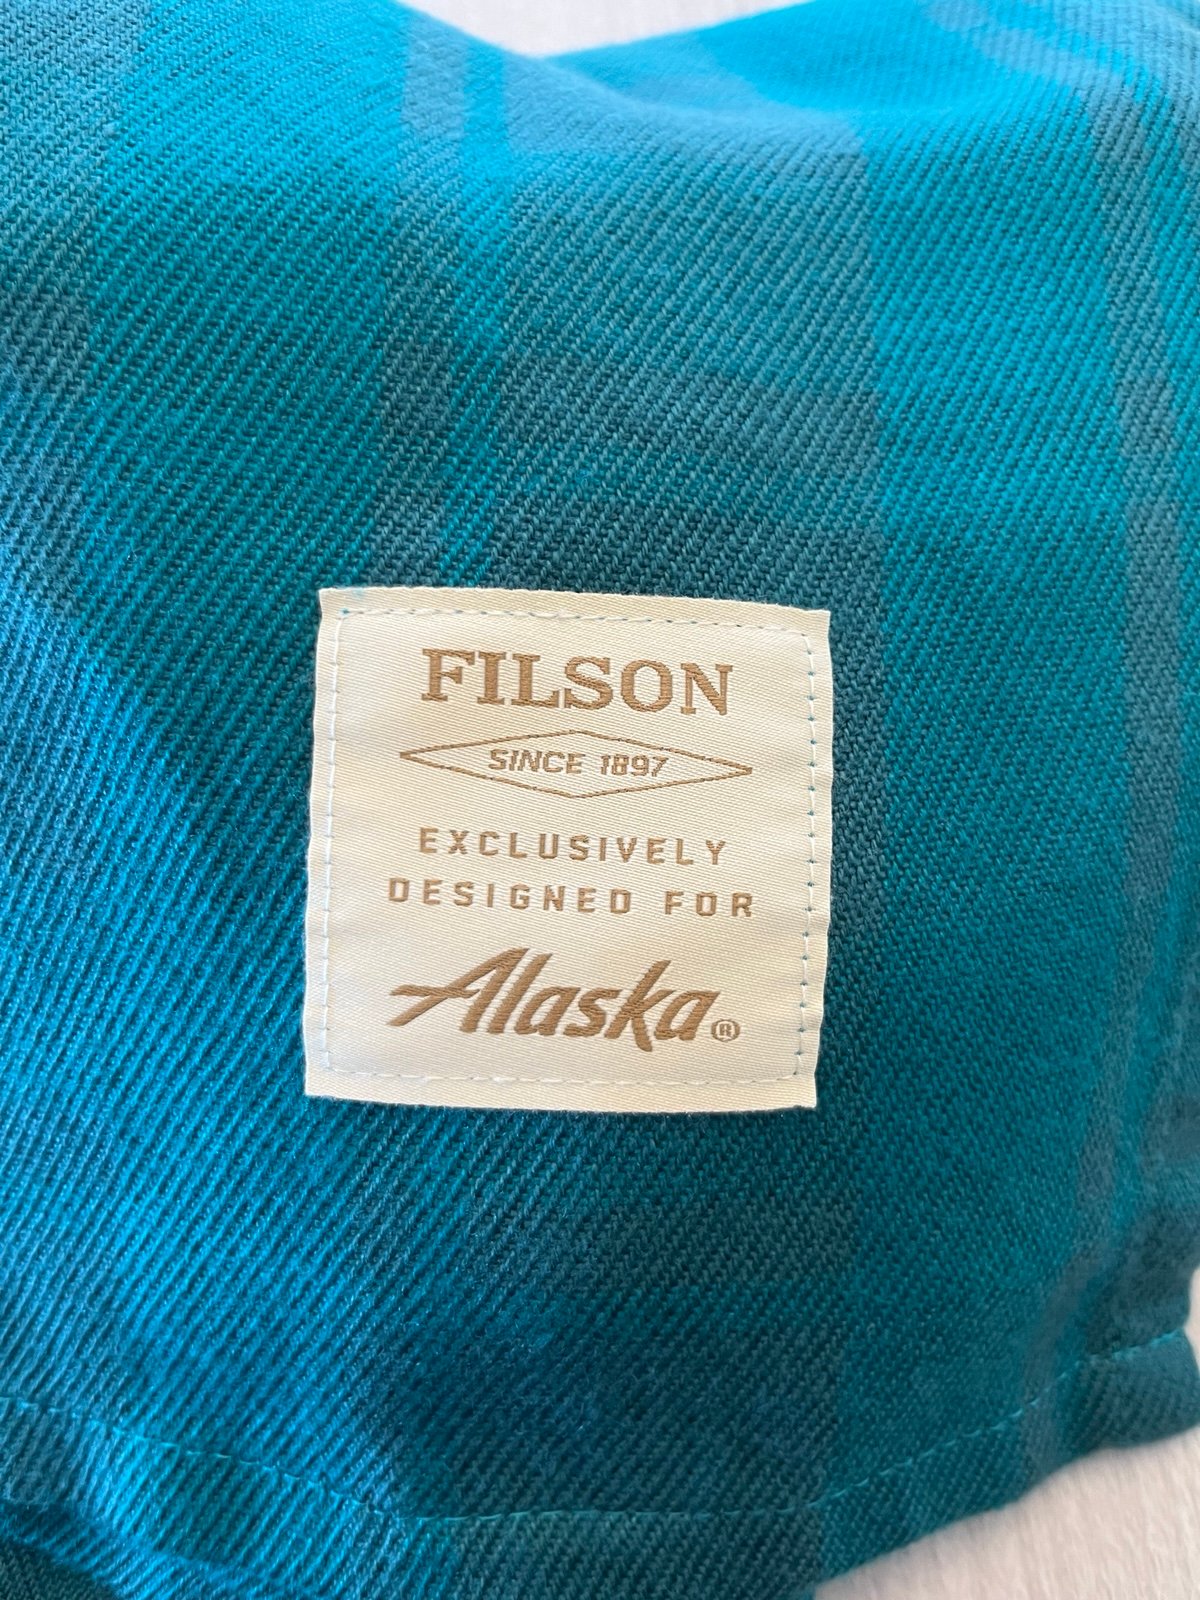 FILSON
SINCE 1897
EXCLUSIVELY
DESIGNED FOR
Alaska®